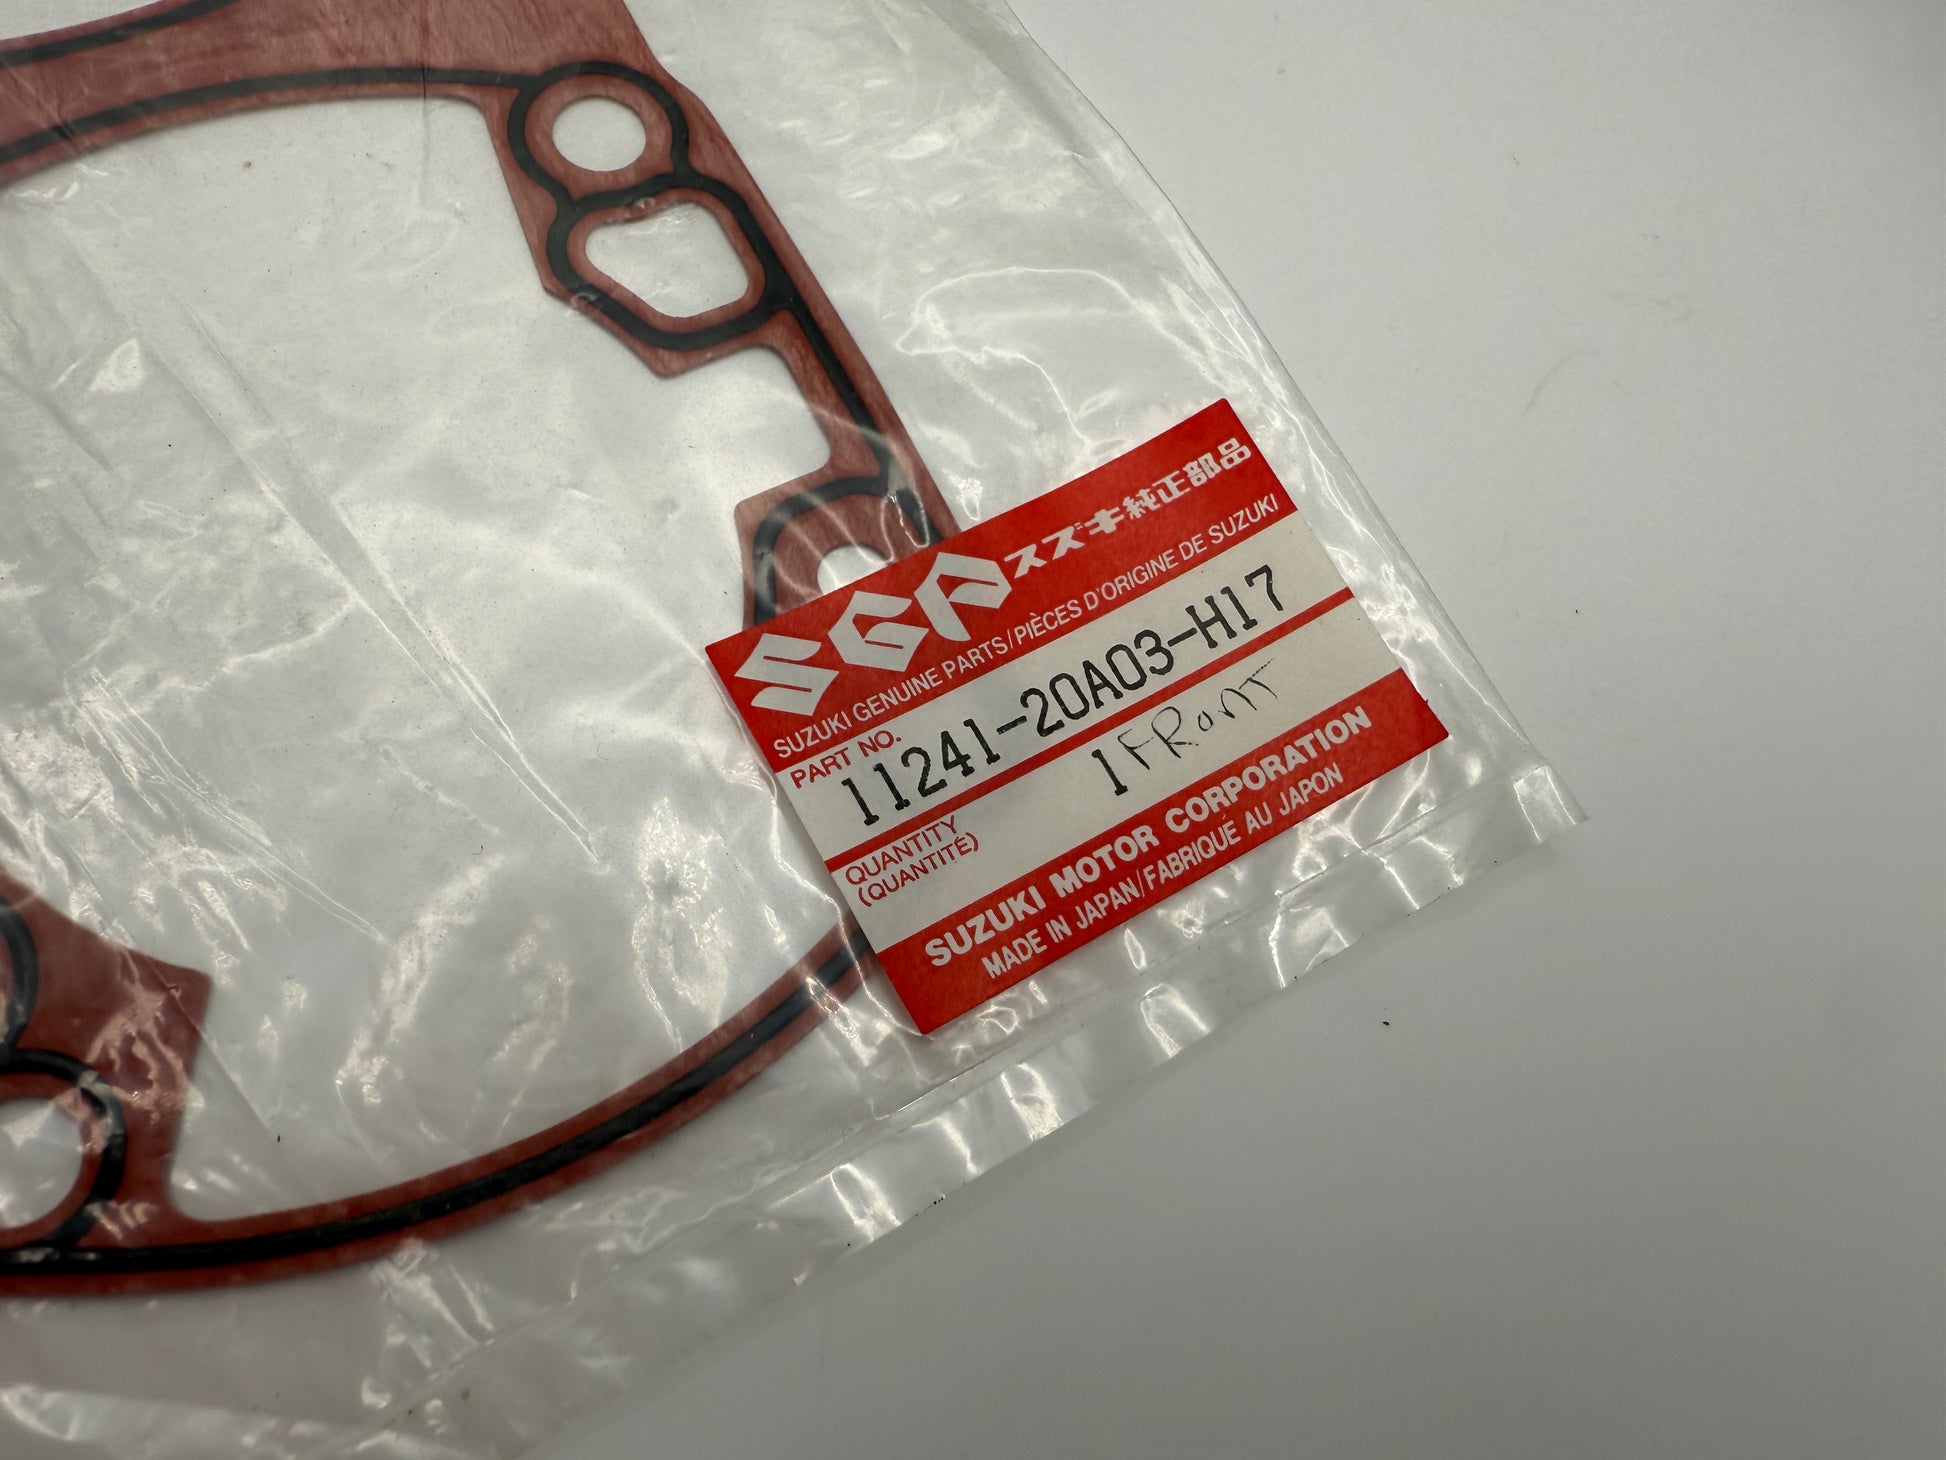 SGP スズキ純正部品
SUZUKI GENUINE PARTS/PIÈCES D'ORIGINE DE SUZUKI
PART NO.
11241-20A03-H17
QUANTITY
(QUANTITÉ)
1 FRONT
SUZUKI MOTOR CORPORATION
MADE IN JAPAN/FABRIQUÉ AU JAPON